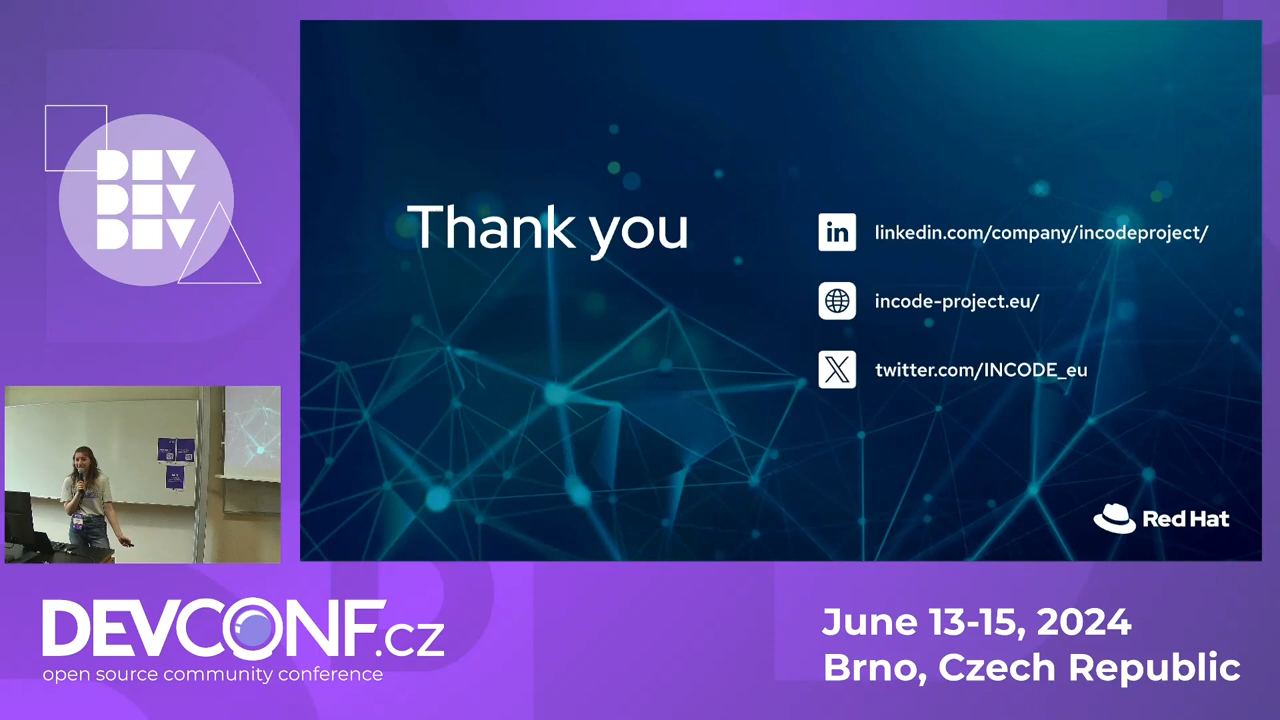 DEV
DEV
DEV
Thank you
linkedin.com/company/incodeproject/
incode-project.eu/
twitter.com/INCODE_eu
Red Hat
DEVCONF.cz
open source community conference
June 13-15, 2024
Brno, Czech Republic